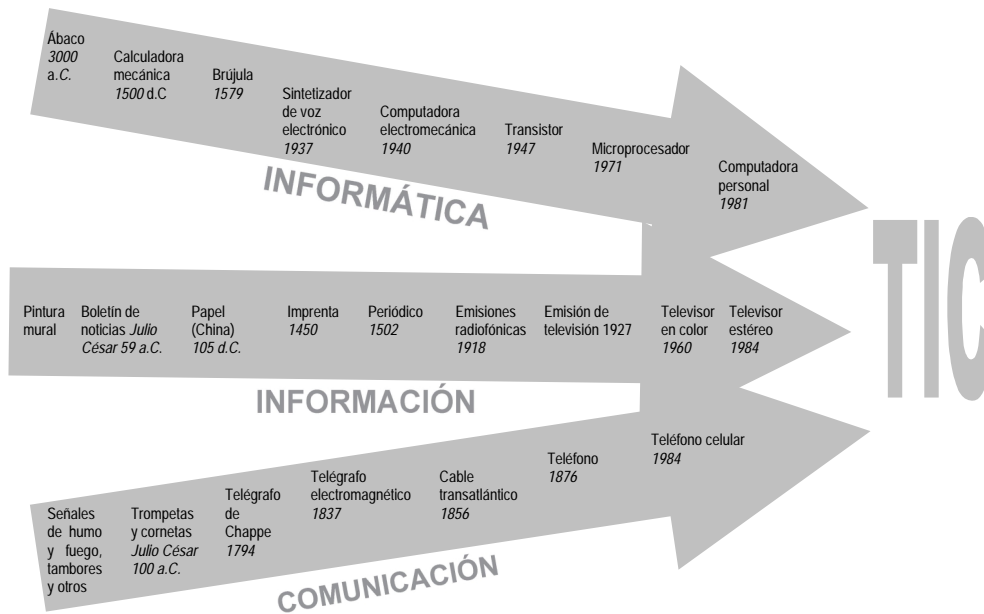 Ábaco
3000
a.C.
Calculadora
mecánica
1500 d.C
Brújula
1579
Sintetizador
de voz
electrónico
1937
Computadora
electromecánica
1940
Transistor
1947
Microprocesador
1971
Computadora
personal
1981
INFORMÁTICA
Pintura
mural
Boletín de
noticias Julio
César 59 a.C.
Papel
(China)
105 d.C.
Imprenta
1450
Periódico
1502
Emisiones
radiofónicas
1918
Emisión de
televisión 1927
Televisor
en color
1960
Televisor
estéreo
1984
INFORMACIÓN
Señales
de humo
y fuego,
tambores
y otros
Trompetas
y cornetas
Julio César
100 a.C.
Telégrafo
de
Chappe
1794
Telégrafo
electromagnético
1837
Cable
transatlántico
1856
Teléfono
1876
Teléfono celular
1984
COMUNICACIÓN
TIC